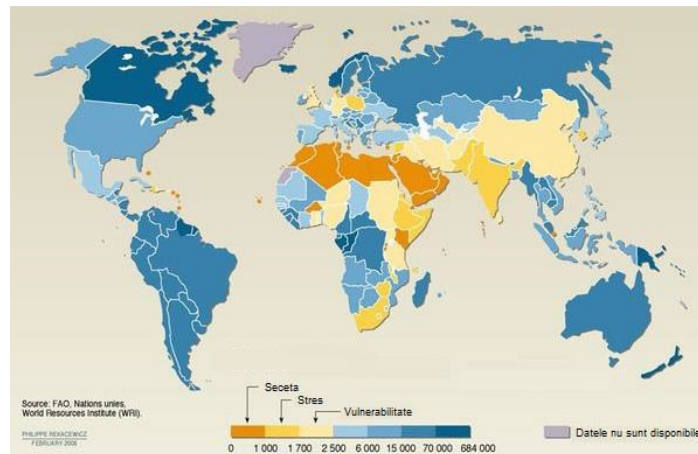 Seceta
Stres
Vulnerabilitate
Source: FAO, Nations unies,
World Resources Institute (WRI).
PHILIPPE REKACEWICZ
FEBRUARY 2006
0 1 000 1 700 2 500 6 000 15 000 70 000 684 000
Datele nu sunt disponibile